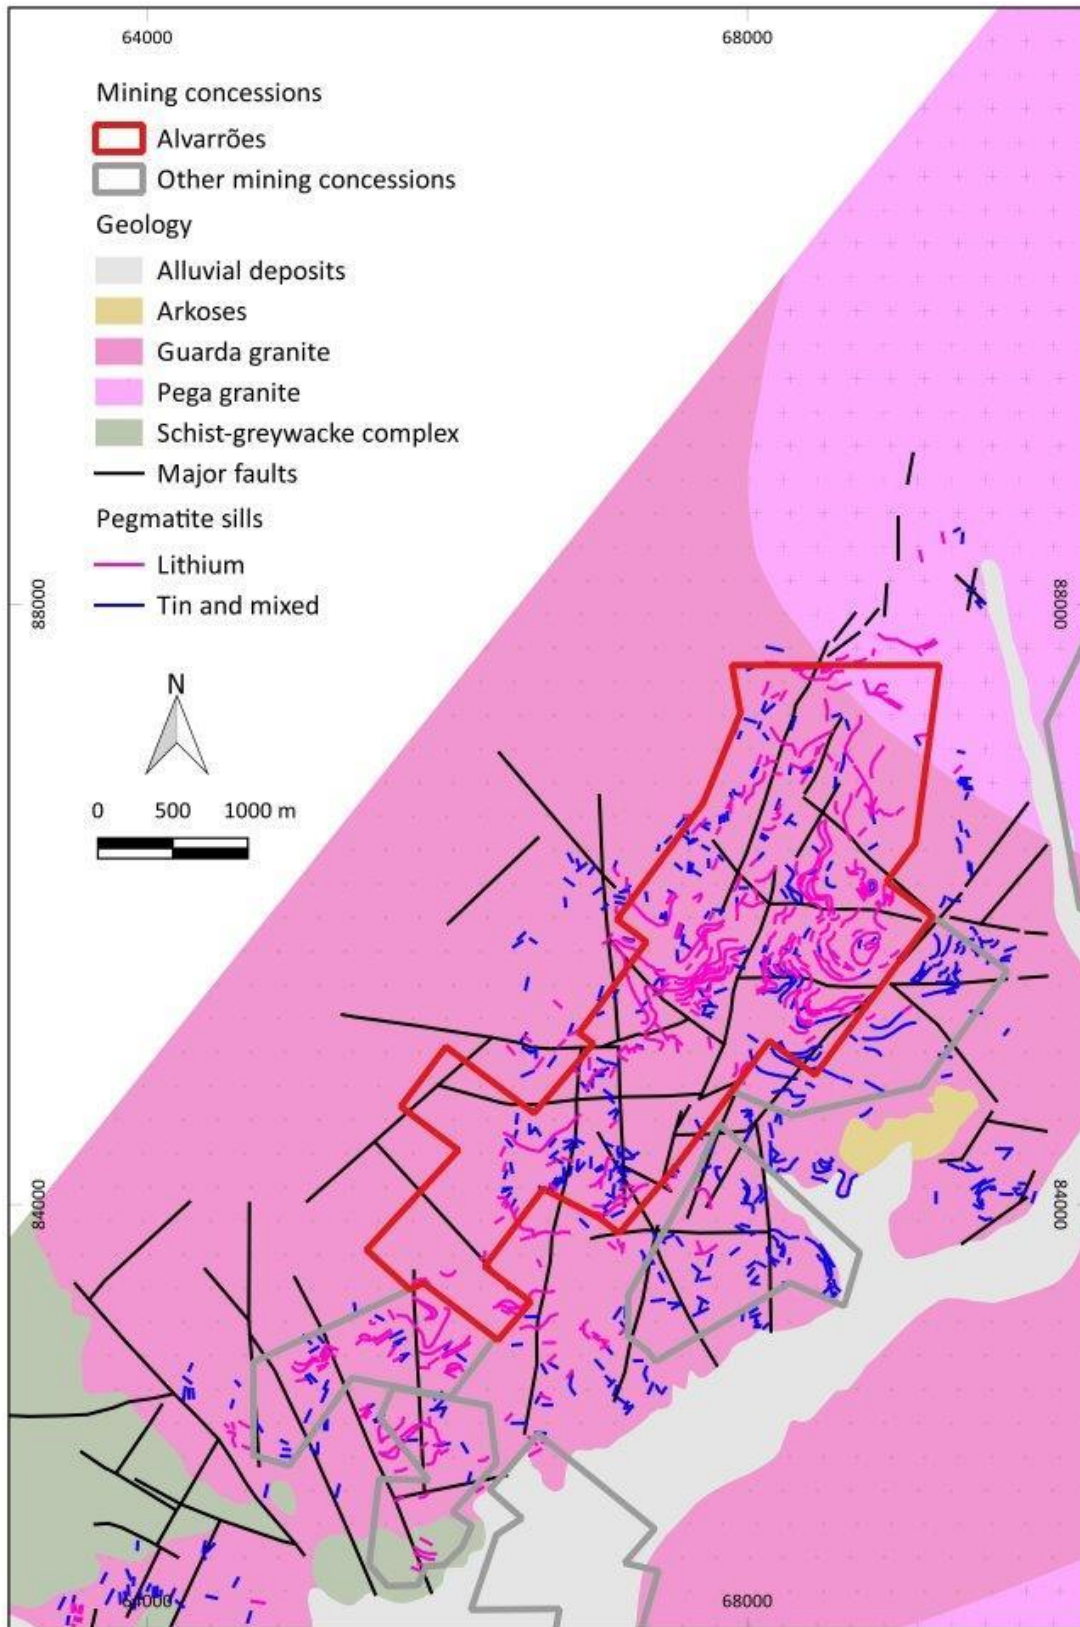 64000
68000
Mining concessions
Alvarrões
Other mining concessions
Geology
Alluvial deposits
Arkoses
Guarda granite
Pega granite
Schist-greywacke complex
Major faults
Pegmatite sills
Lithium
Tin and mixed
88000
88000
N
0 500 1000 m
84000
84000
64000
68000